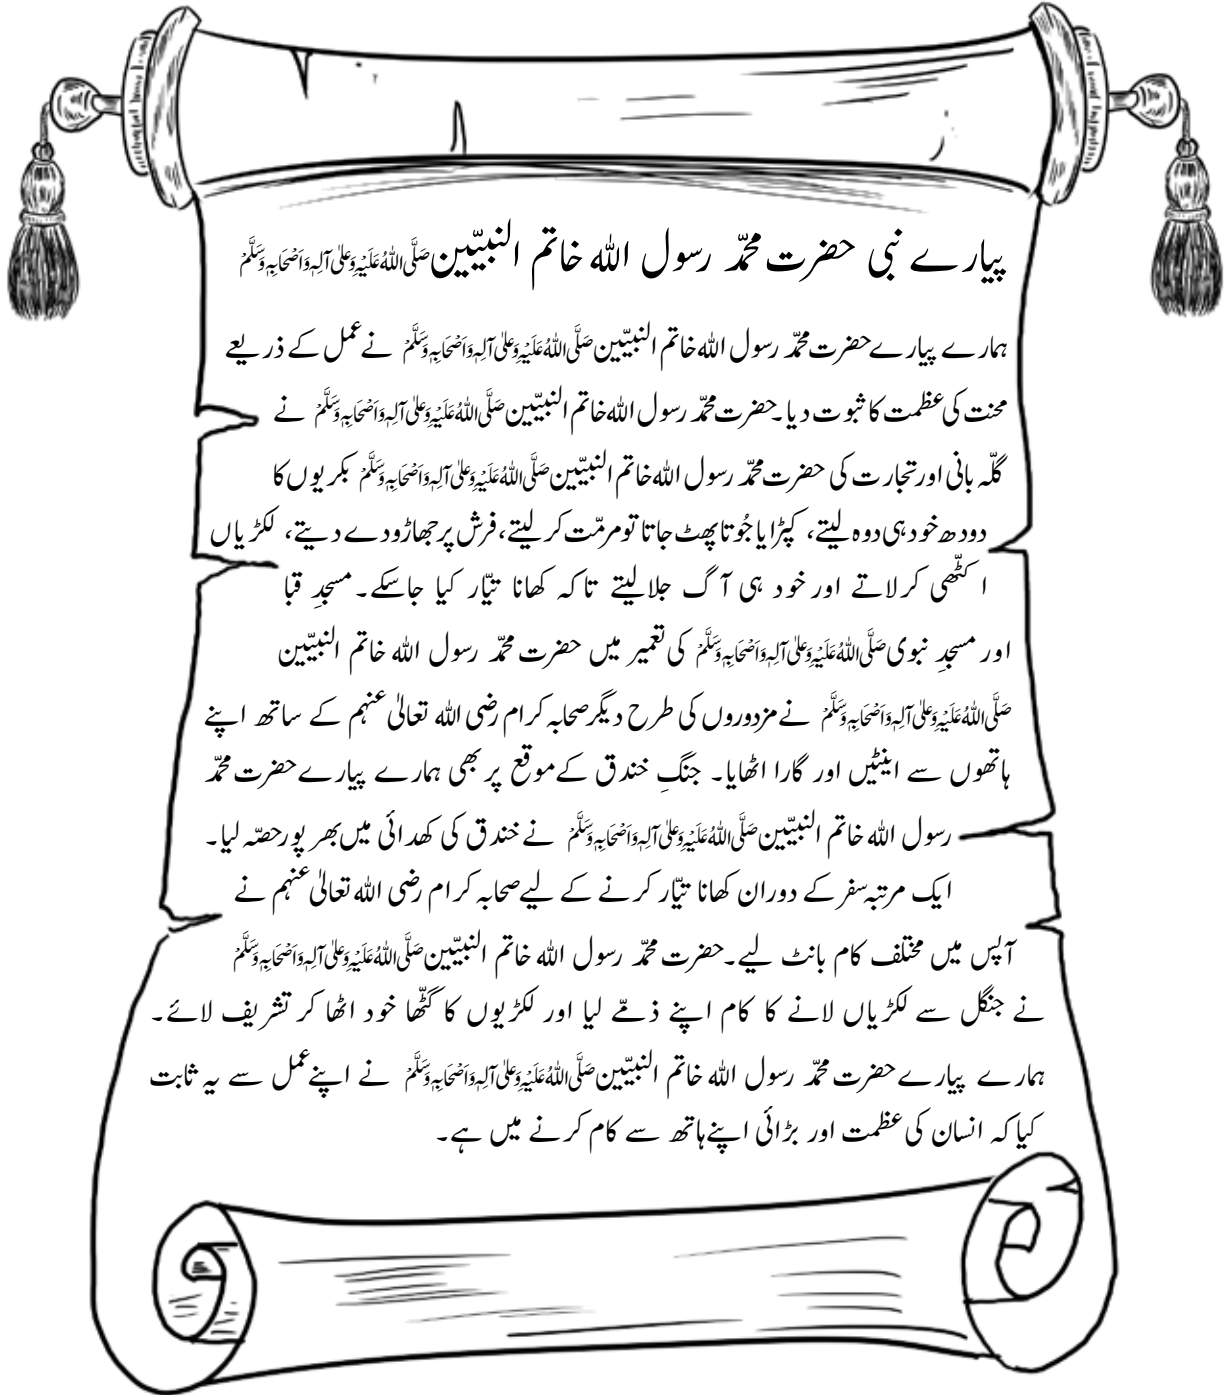 پیارے نبی حضرت محمّد رسول اللہ خاتم النبیّین صَلَّی اللّٰہُ عَلَیْہِ وَعَلٰی آلِہٖ وَاَصْحَابِہٖ وَسَلَّمَ
ہمارے پیارے حضرت محمّد رسول اللہ خاتم النبیّین صَلَّی اللّٰہُ عَلَیْہِ وَعَلٰی آلِہٖ وَاَصْحَابِہٖ وَسَلَّمَ نے عمل کے ذریعے
محنت کی عظمت کا ثبوت دیا۔ حضرت محمّد رسول اللہ خاتم النبیّین صَلَّی اللّٰہُ عَلَیْہِ وَعَلٰی آلِہٖ وَاَصْحَابِہٖ وَسَلَّمَ نے
گلّہ بانی اور تجارت کی حضرت محمّد رسول اللہ خاتم النبیّین صَلَّی اللّٰہُ عَلَیْہِ وَعَلٰی آلِہٖ وَاَصْحَابِہٖ وَسَلَّمَ بکریوں کا
دودھ خود ہی دوہ لیتے، کپڑا یا جُوتا پھٹ جاتا تو مرمّت کر لیتے، فرش پر جھاڑو دے دیتے، لکڑیاں
اکٹّھی کر لاتے اور خود ہی آگ جلا لیتے تاکہ کھانا تیّار کیا جا سکے۔ مسجدِ قبا
اور مسجدِ نبوی صَلَّی اللّٰہُ عَلَیْہِ وَعَلٰی آلِہٖ وَاَصْحَابِہٖ وَسَلَّمَ کی تعمیر میں حضرت محمّد رسول اللہ خاتم النبیّین
صَلَّی اللّٰہُ عَلَیْہِ وَعَلٰی آلِہٖ وَاَصْحَابِہٖ وَسَلَّمَ نے مزدوروں کی طرح دیگر صحابہ کرام رضی اللہ تعالیٰ عنہم کے ساتھ اپنے
ہاتھوں سے اینٹیں اور گارا اٹھایا۔ جنگِ خندق کے موقع پر بھی ہمارے پیارے حضرت محمّد
رسول اللہ خاتم النبیّین صَلَّی اللّٰہُ عَلَیْہِ وَعَلٰی آلِہٖ وَاَصْحَابِہٖ وَسَلَّمَ نے خندق کی کھدائی میں بھرپور حصّہ لیا۔
ایک مرتبہ سفر کے دوران کھانا تیّار کرنے کے لیے صحابہ کرام رضی اللہ تعالیٰ عنہم نے
آپس میں مختلف کام بانٹ لیے۔ حضرت محمّد رسول اللہ خاتم النبیّین صَلَّی اللّٰہُ عَلَیْہِ وَعَلٰی آلِہٖ وَاَصْحَابِہٖ وَسَلَّمَ
نے جنگل سے لکڑیاں لانے کا کام اپنے ذمّے لیا اور لکڑیوں کا گٹّھا خود اٹھا کر تشریف لائے۔
ہمارے پیارے حضرت محمّد رسول اللہ خاتم النبیّین صَلَّی اللّٰہُ عَلَیْہِ وَعَلٰی آلِہٖ وَاَصْحَابِہٖ وَسَلَّمَ نے اپنے عمل سے یہ ثابت
کیا کہ انسان کی عظمت اور بڑائی اپنے ہاتھ سے کام کرنے میں ہے۔